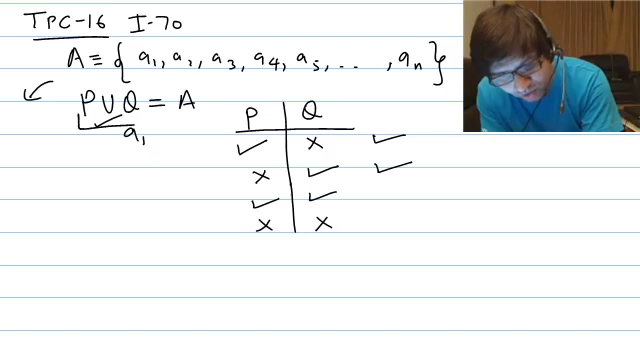 TPC-16 I-70
A ≡ { a₁, a₂, a₃, a₄, a₅, ... , aₙ }
↙ P ∪ Q = A
✓ a₁
P Q
✓ × ✓
× ✓ ✓
✓ ✓
× ×